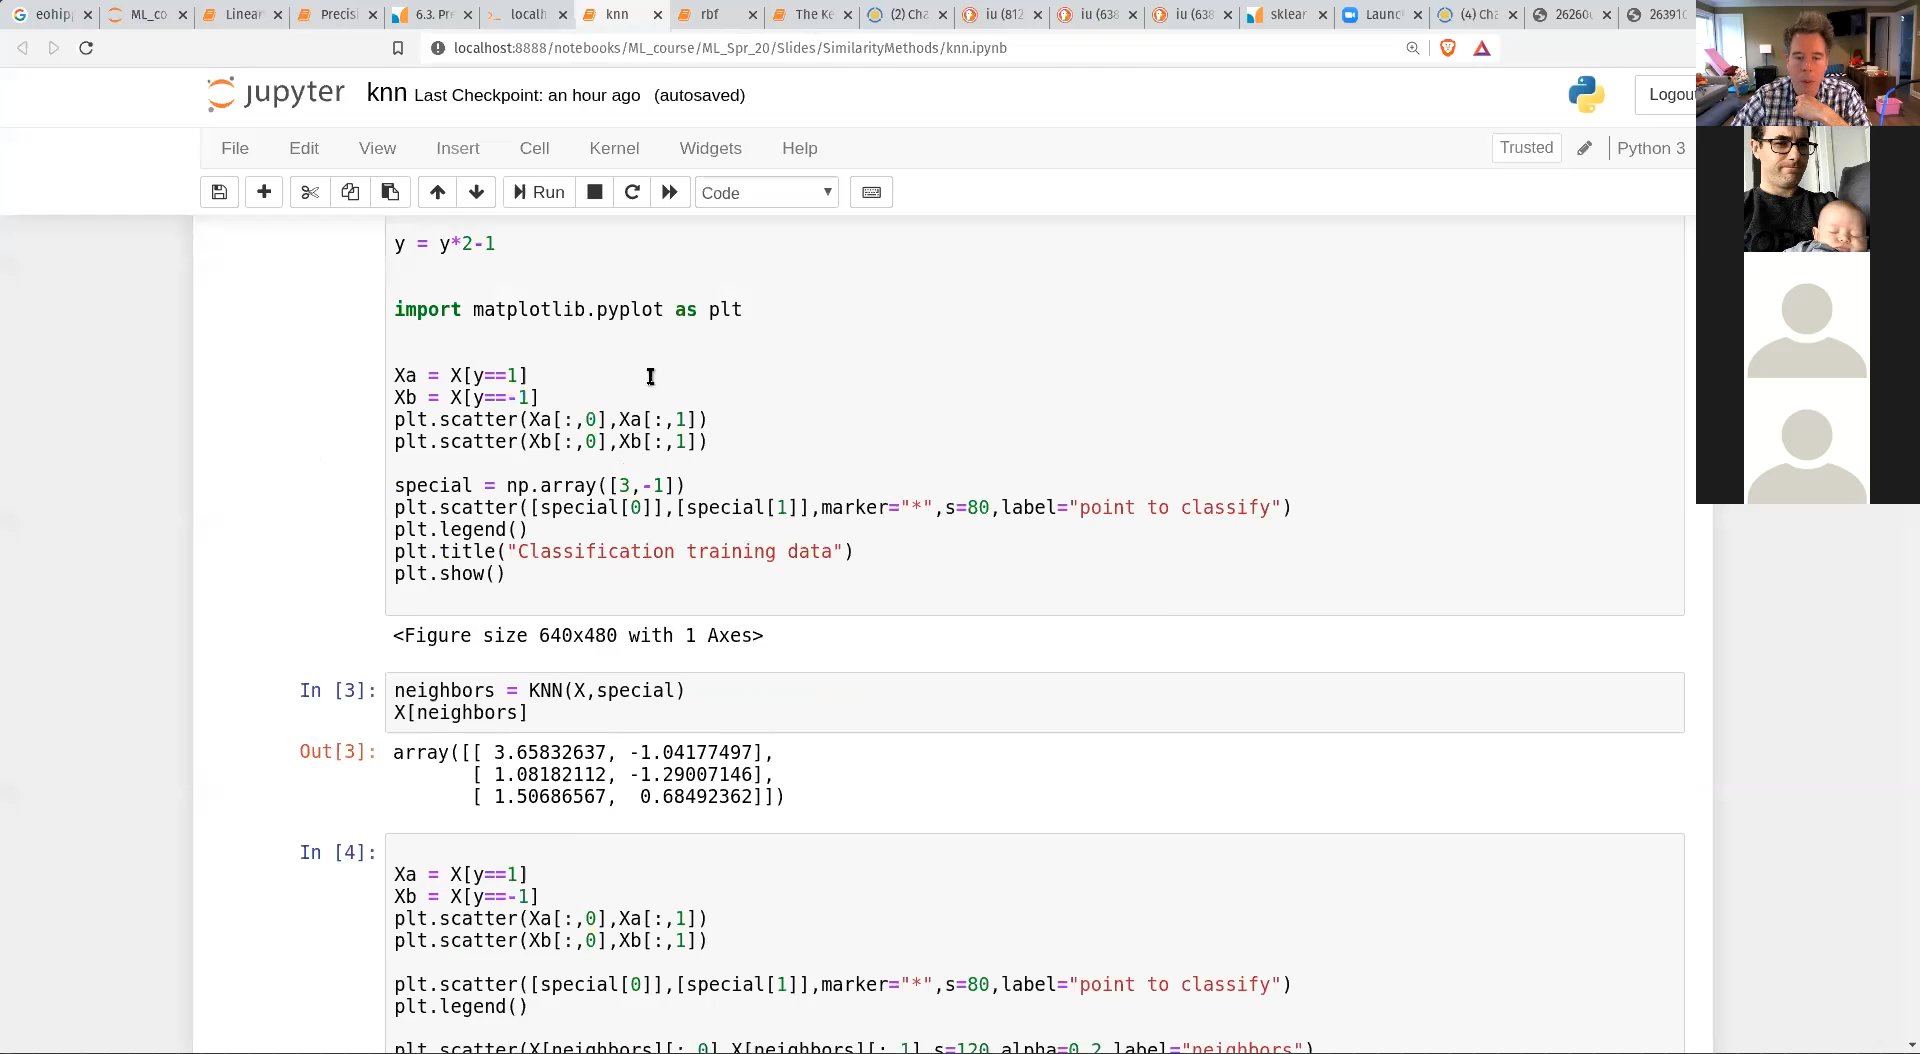 eohip
ML_co
Linear
Precisi
6.3. Pr
localh
knn
rbf
The Ke
(2) Cha
iu (812
iu (638
iu (638
sklear
Launc
(4) Cha
26260
26391
localhost:8888/notebooks/ML_course/ML_Spr_20/Slides/SimilarityMethods/knn.ipynb
jupyter knn Last Checkpoint: an hour ago (autosaved)
Logou
File Edit View Insert Cell Kernel Widgets Help
Trusted
Python 3
Run
Code
y = y*2-1
import matplotlib.pyplot as plt
Xa = X[y==1]
Xb = X[y==-1]
plt.scatter(Xa[:,0],Xa[:,1])
plt.scatter(Xb[:,0],Xb[:,1])
special = np.array([3,-1])
plt.scatter([special[0]],[special[1]],marker="*",s=80,label="point to classify")
plt.legend()
plt.title("Classification training data")
plt.show()
<Figure size 640x480 with 1 Axes>
In [3]: neighbors = KNN(X,special)
X[neighbors]
Out[3]: array([[ 3.65832637, -1.04177497],
[ 1.08182112, -1.29007146],
[ 1.50686567, 0.68492362]])
In [4]:
Xa = X[y==1]
Xb = X[y==-1]
plt.scatter(Xa[:,0],Xa[:,1])
plt.scatter(Xb[:,0],Xb[:,1])
plt.scatter([special[0]],[special[1]],marker="*",s=80,label="point to classify")
plt.legend()
plt.scatter(X[neighbors][:,0],X[neighbors][:,1],s=120,alpha=0.2,label="neighbors")